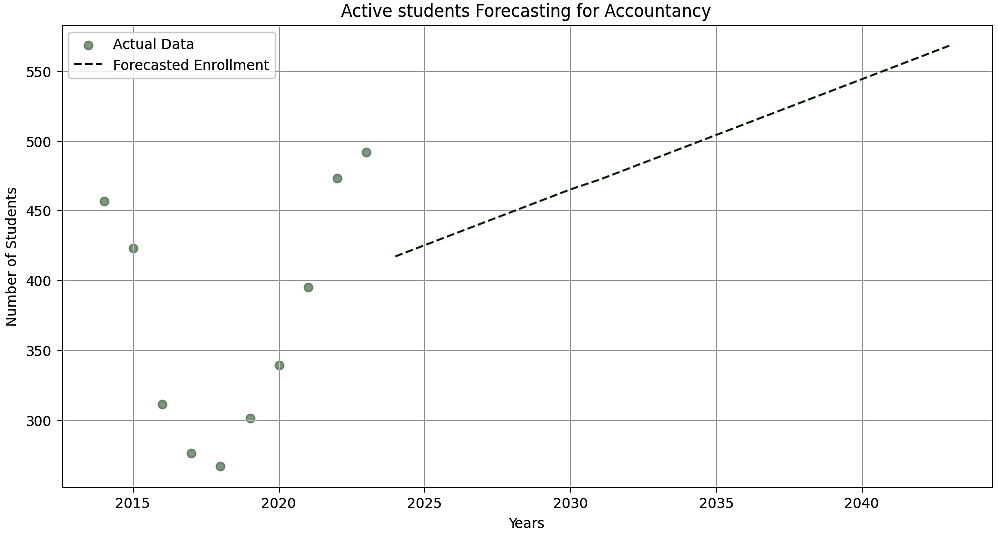 Active students Forecasting for Accountancy
Actual Data
Forecasted Enrollment
550
500
450
400
350
300
Number of Students
2015
2020
2025
2030
2035
2040
Years